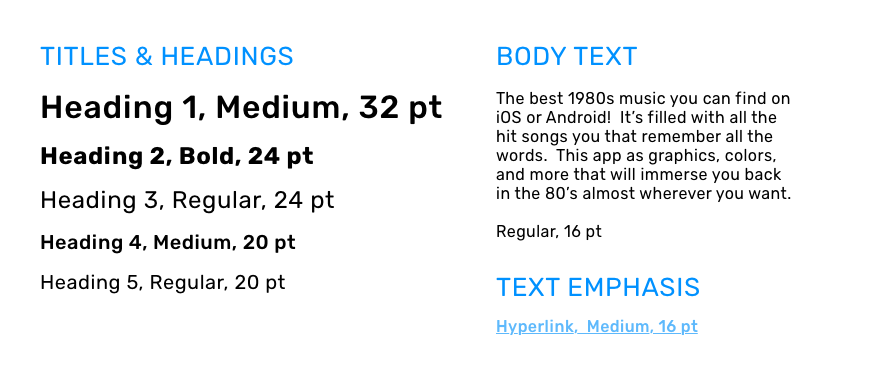 TITLES & HEADINGS
Heading 1, Medium, 32 pt
Heading 2, Bold, 24 pt
Heading 3, Regular, 24 pt
Heading 4, Medium, 20 pt
Heading 5, Regular, 20 pt
BODY TEXT
The best 1980s music you can find on
iOS or Android!  It’s filled with all the
hit songs you that remember all the
words.  This app as graphics, colors,
and more that will immerse you back
in the 80’s almost wherever you want.
Regular, 16 pt
TEXT EMPHASIS
Hyperlink,  Medium, 16 pt